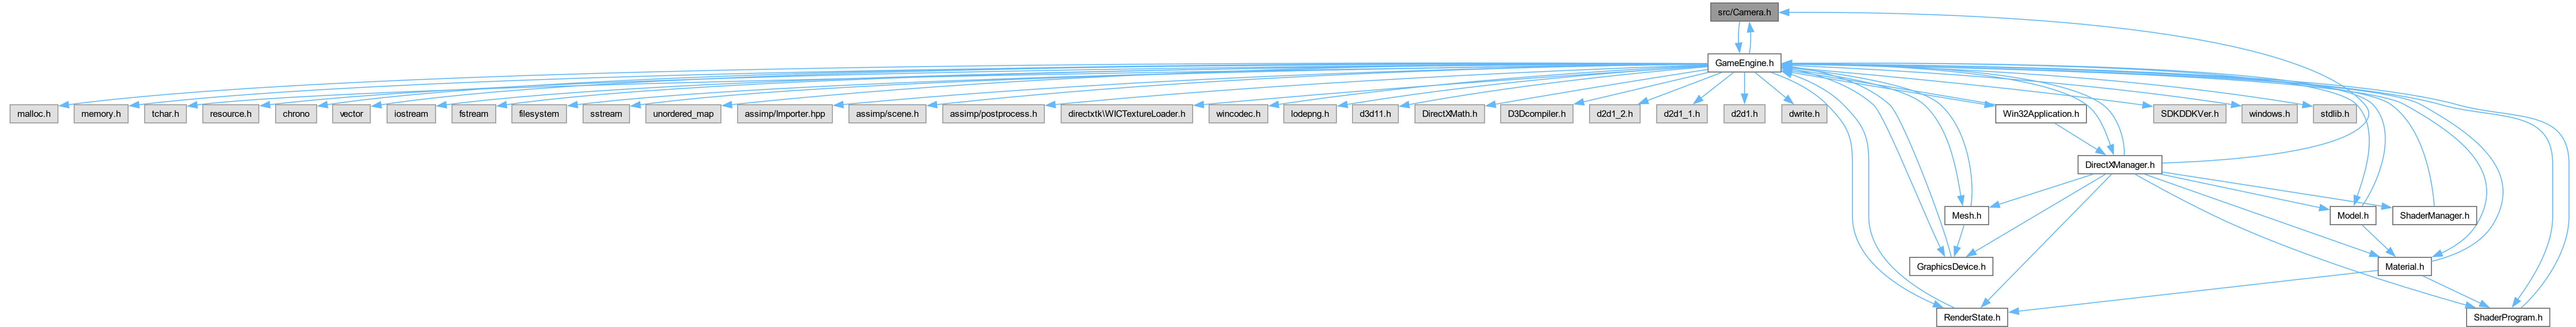 src/Camera.h
GameEngine.h
malloc.h
memory.h
tchar.h
resource.h
chrono
vector
iostream
fstream
filesystem
sstream
unordered_map
assimp/Importer.hpp
assimp/scene.h
assimp/postprocess.h
directxtk\WICTextureLoader.h
wincodec.h
lodepng.h
d3d11.h
DirectXMath.h
D3Dcompiler.h
d2d1_2.h
d2d1_1.h
d2d1.h
dwrite.h
Win32Application.h
SDKDDKVer.h
windows.h
stdlib.h
DirectXManager.h
Mesh.h
Model.h
ShaderManager.h
GraphicsDevice.h
Material.h
RenderState.h
ShaderProgram.h